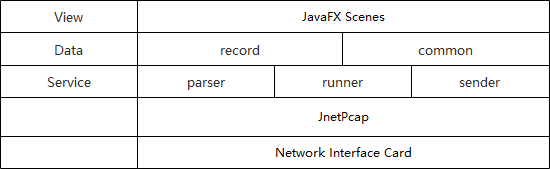 View JavaFX Scenes
Data record common
Service parser runner sender
JnetPcap
Network Interface Card